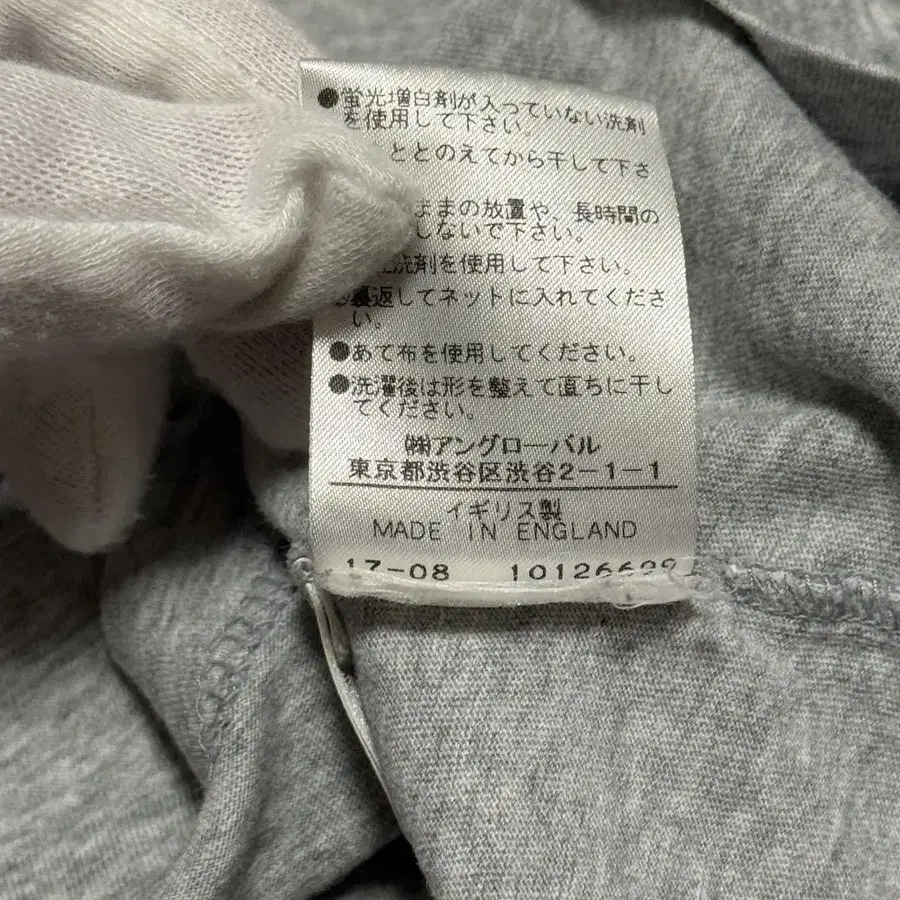 ●蛍光増白剤が入っていない洗剤
を使用して下さい。
ととのえてから干して下さ
ままの放置や、長時間の
しないで下さい。
洗剤を使用して下さい。
裏返してネットに入れてくださ
い。
●あて布を使用してください。
●洗濯後は形を整えて直ちに干し
てください。
㈱アングローバル
東京都渋谷区渋谷2-1-1
イギリス製
MADE IN ENGLAND
17-08 10126629